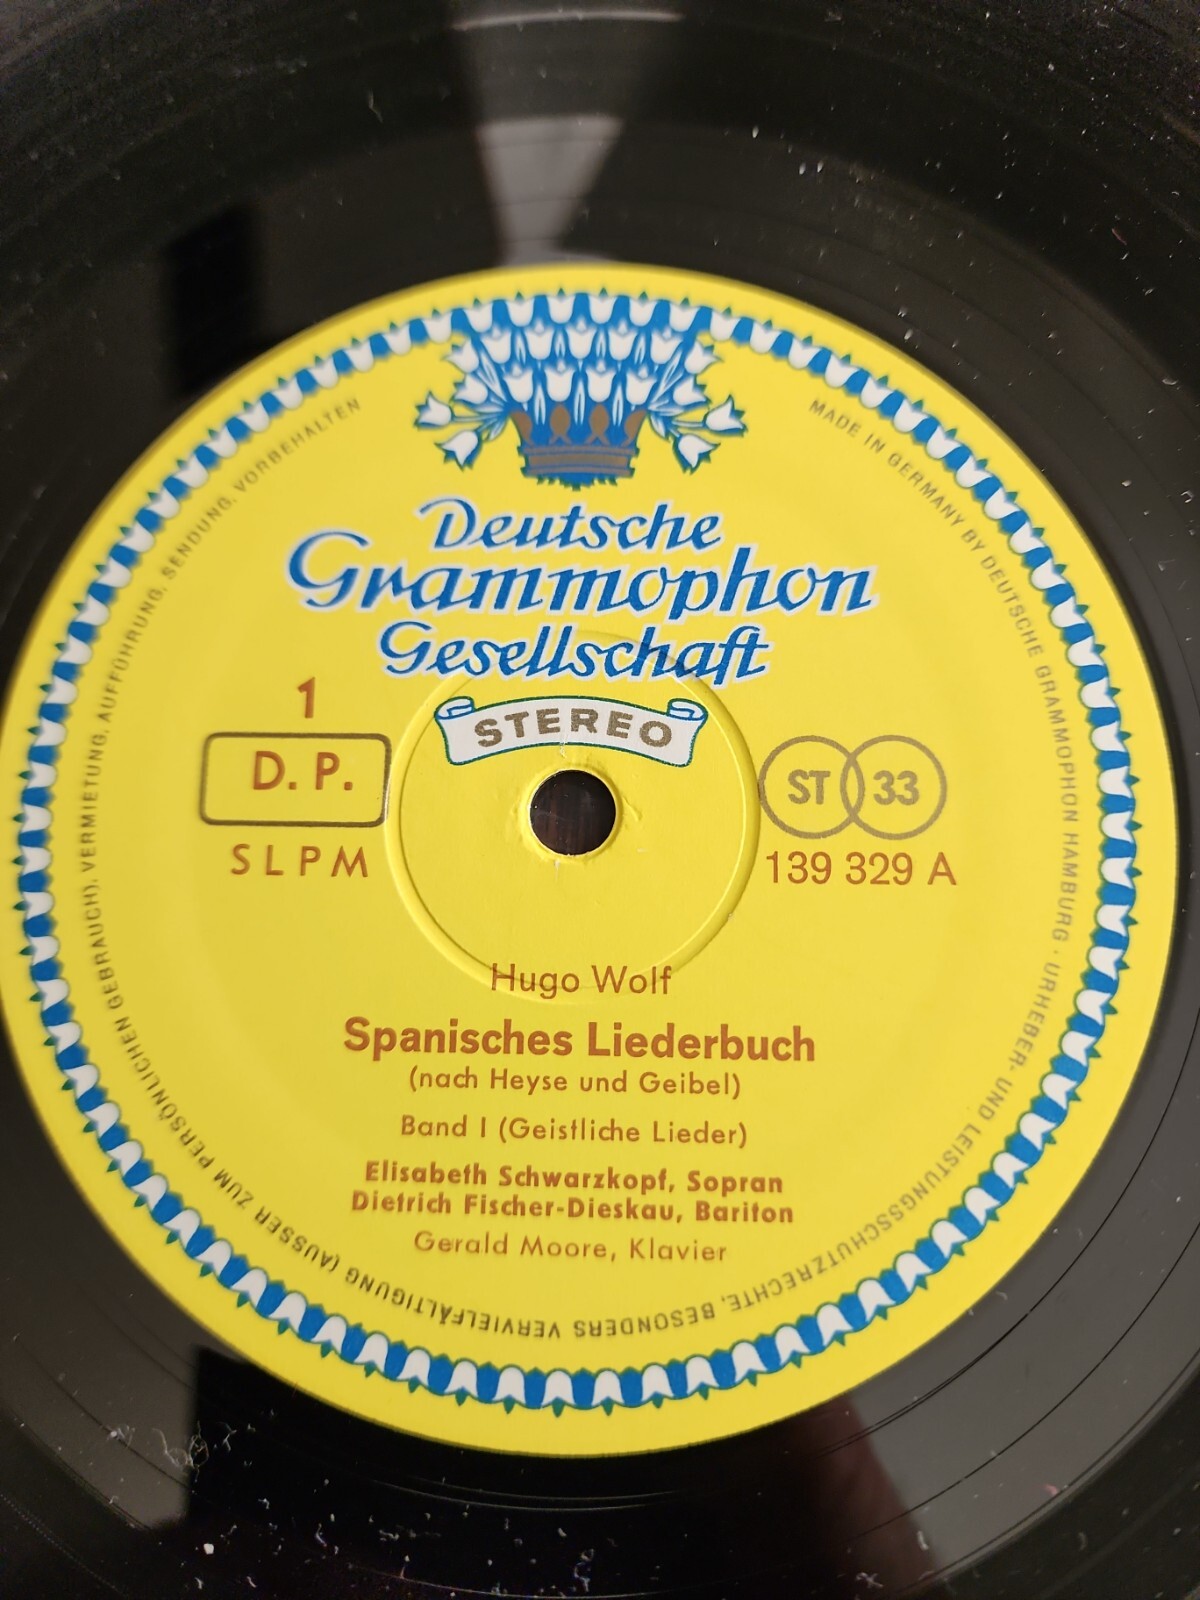 Deutsche
Grammophon
Gesellschaft
STEREO
1
D. P.
SLPM
ST 33
139 329 A
Hugo Wolf
Spanisches Liederbuch
(nach Heyse und Geibel)
Band I (Geistliche Lieder)
Elisabeth Schwarzkopf, Sopran
Dietrich Fischer-Dieskau, Bariton
Gerald Moore, Klavier
MADE IN GERMANY BY DEUTSCHE GRAMMOPHON HAMBURG · URHEBER- UND LEISTUNGSSCHUTZRECHTE, BESONDERS VERVIELFÄLTIGUNG (AUSSER ZUM PERSÖNLICHEN GEBRAUCH), VERMIETUNG, AUFFÜHRUNG, SENDUNG, VORBEHALTEN